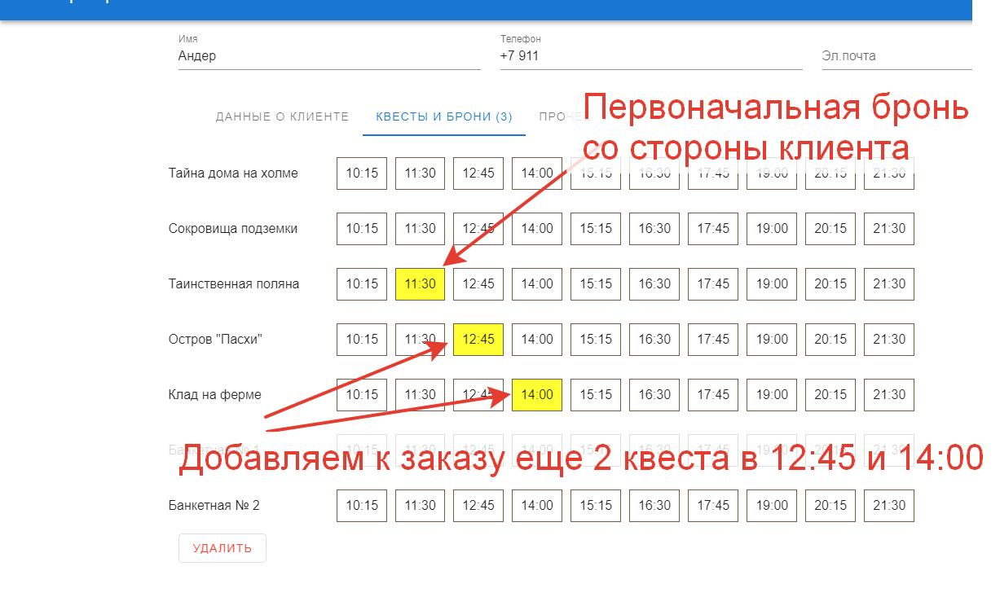 Имя
Телефон
Андер
+7 911
Эл.почта
Первоначальная бронь
со стороны клиента
ДАННЫЕ О КЛИЕНТЕ КВЕСТЫ И БРОНИ (3) ПРОЧЕЕ
Тайна дома на холме 10:15 11:30 12:45 14:00 15:15 16:30 17:45 19:00 20:15 21:30
Сокровища подземки 10:15 11:30 12:45 14:00 15:15 16:30 17:45 19:00 20:15 21:30
Таинственная поляна 10:15 11:30 12:45 14:00 15:15 16:30 17:45 19:00 20:15 21:30
Остров "Пасхи" 10:15 11:30 12:45 14:00 15:15 16:30 17:45 19:00 20:15 21:30
Клад на ферме 10:15 11:30 12:45 14:00 15:15 16:30 17:45 19:00 20:15 21:30
Банкетная № 1 10:15 11:30 12:45 14:00 15:15 16:30 17:45 19:00 20:15 21:30
Добавляем к заказу еще 2 квеста в 12:45 и 14:00
Банкетная № 2 10:15 11:30 12:45 14:00 15:15 16:30 17:45 19:00 20:15 21:30
УДАЛИТЬ